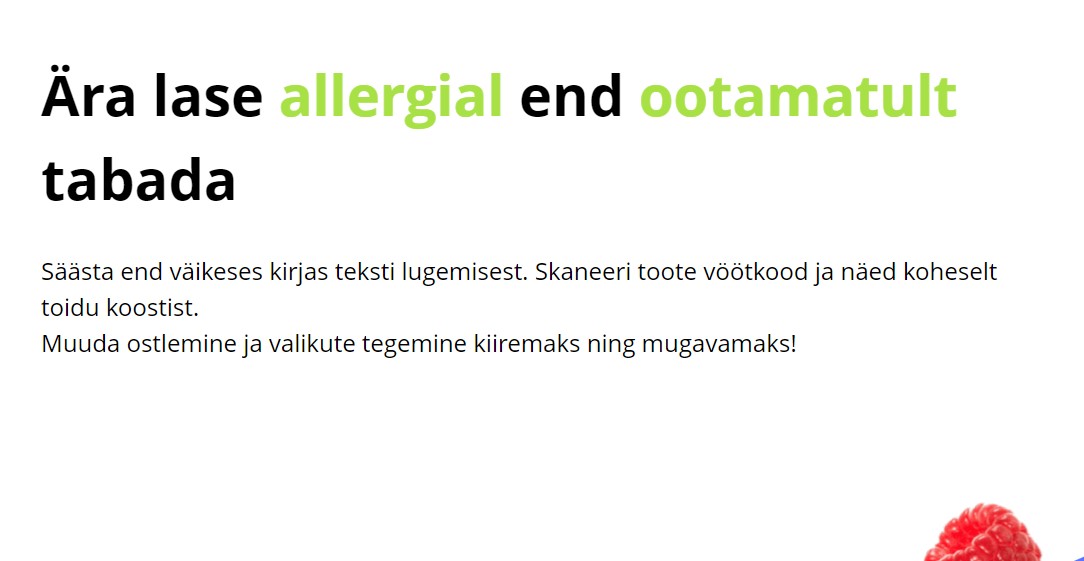 Ära lase allergial end ootamatult
tabada
Säästa end väikeses kirjas teksti lugemisest. Skaneeri toote vöötkood ja näed koheselt
toidu koostist.
Muuda ostlemine ja valikute tegemine kiiremaks ning mugavamaks!